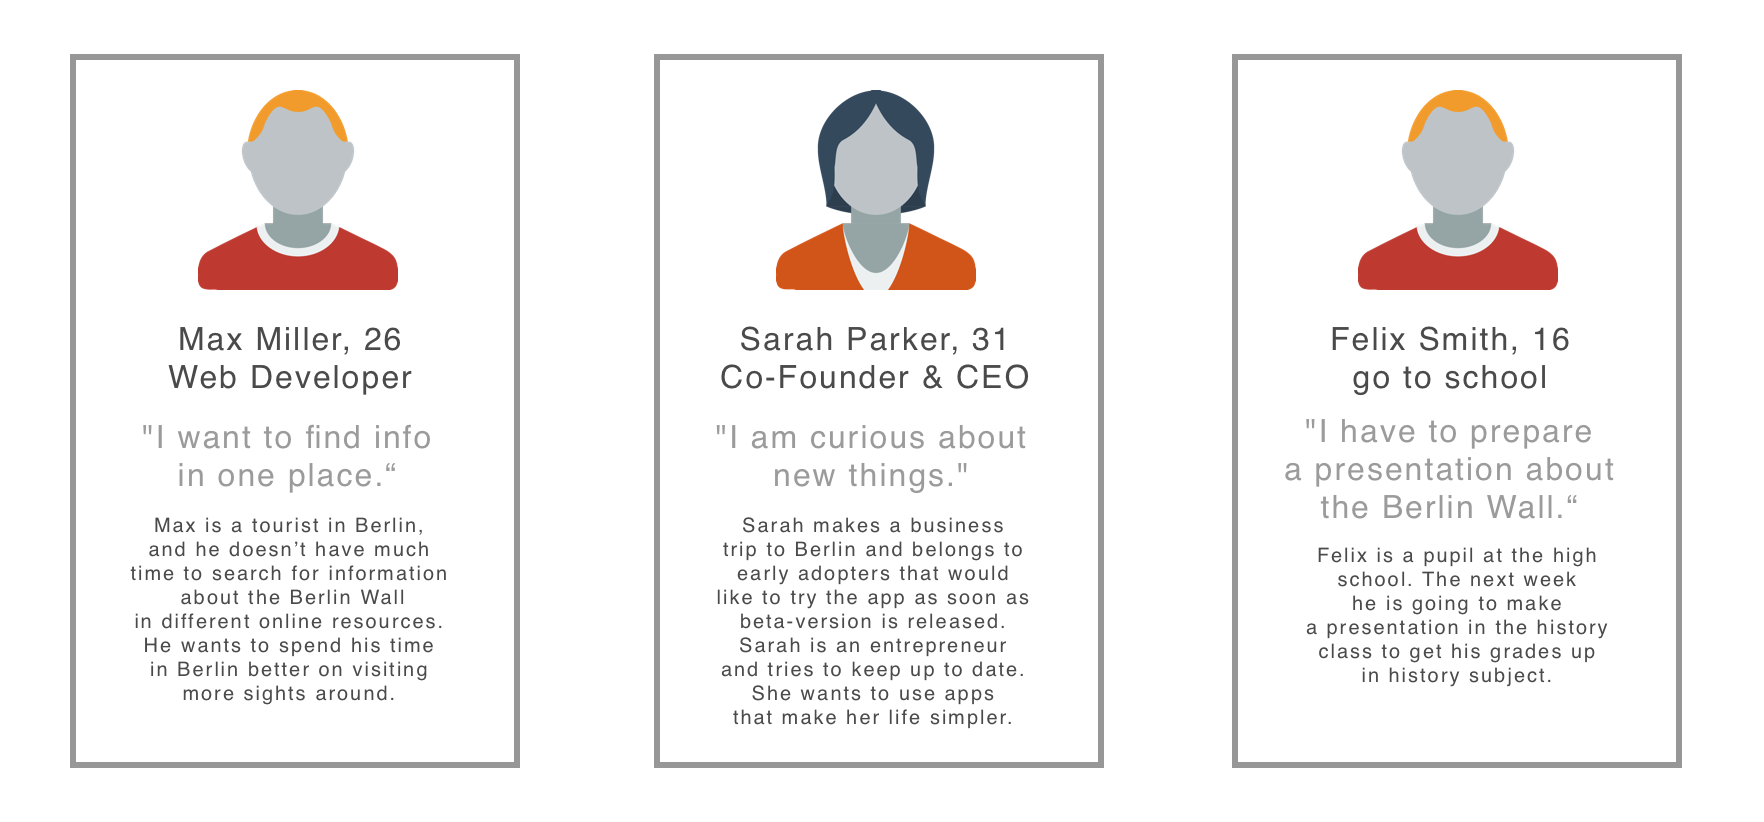 Max Miller, 26
Web Developer
"I want to find info
in one place.“
Max is a tourist in Berlin,
and he doesn’t have much
time to search for information
about the Berlin Wall
in different online resources.
He wants to spend his time
in Berlin better on visiting
more sights around.
Sarah Parker, 31
Co-Founder & CEO
"I am curious about
new things."
Sarah makes a business
trip to Berlin and belongs to
early adopters that would
like to try the app as soon as
beta-version is released.
Sarah is an entrepreneur
and tries to keep up to date.
She wants to use apps
that make her life simpler.
Felix Smith, 16
go to school
"I have to prepare
a presentation about
the Berlin Wall.“
Felix is a pupil at the high
school. The next week
he is going to make
a presentation in the history
class to get his grades up
in history subject.